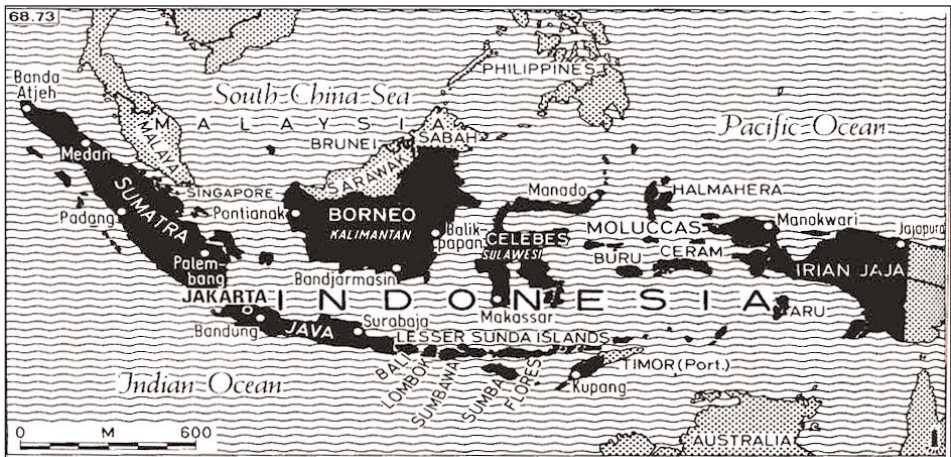 68.73
Banda
Atjeh
South China Sea
PHILIPPINES
Pacific Ocean
MALAYSIA
MALAYA
BRUNEI
SABAH
SARAWAK
Medan
SINGAPORE
Manado
HALMAHERA
SUMATRA
Padang
Pontianak
BORNEO
KALIMANTAN
Balik-
papan
CELEBES
SULAWESI
MOLUCCAS
Manokwari
Jajapura
BURU
CERAM
IRIAN JAJA
Palem-
bang
Bandjarmasin
JAKARTA
INDONESIA
Makassar
ARU
Bandung
JAVA
Surabaja
LESSER SUNDA ISLANDS
BALI
LOMBOK
SUMBAWA
SUMBA
FLORES
TIMOR (Port.)
Kupang
Indian Ocean
0 M 600
AUSTRALIA